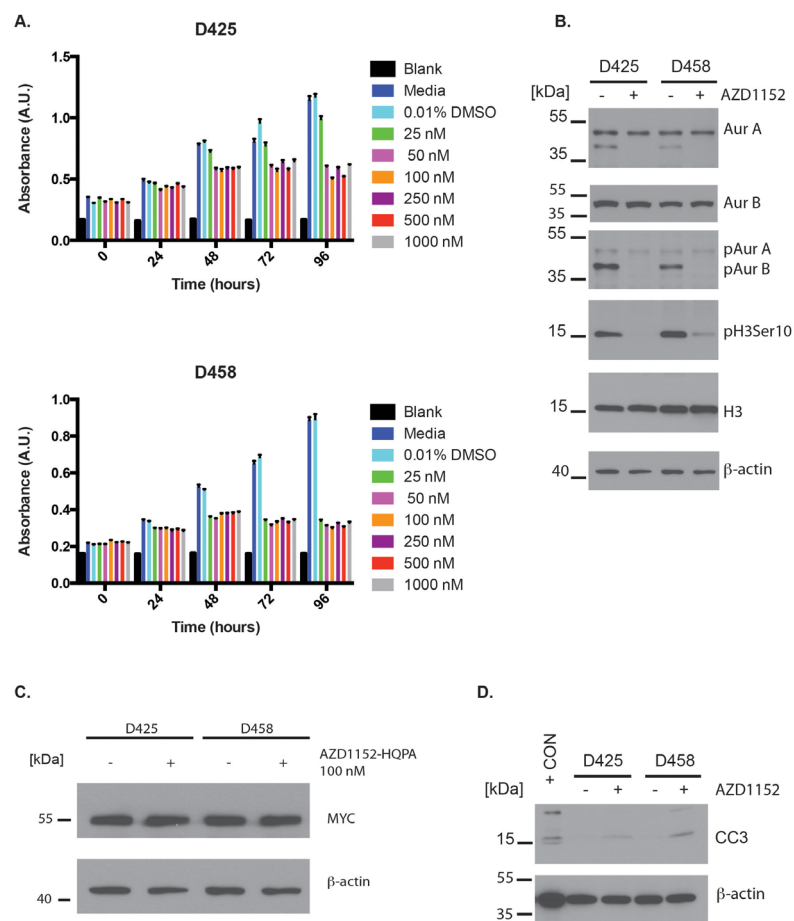 A.
D425
Absorbance (A.U.)
1.5
1.0
0.5
0.0
0 24 48 72 96
Time (hours)
Blank
Media
0.01% DMSO
25 nM
50 nM
100 nM
250 nM
500 nM
1000 nM
D458
Absorbance (A.U.)
1.0
0.8
0.6
0.4
0.2
0.0
0 24 48 72 96
Time (hours)
Blank
Media
0.01% DMSO
25 nM
50 nM
100 nM
250 nM
500 nM
1000 nM
B.
D425 D458
[kDa] - + - + AZD1152
55
35
Aur A
55
35
Aur B
55
35
pAur A
pAur B
15
pH3Ser10
15
H3
40
β-actin
C.
D425 D458
[kDa] - + - + AZD1152-HQPA
100 nM
55 MYC
40
β-actin
D.
+ CON
D425 D458
[kDa] - + - + AZD1152
15 CC3
55
35
β-actin